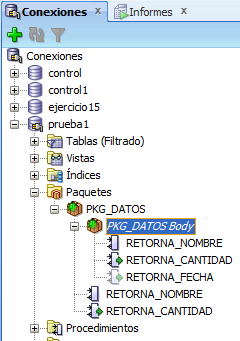 Conexiones Informes
Conexiones
control
control1
ejercicio15
prueba1
Tablas (Filtrado)
Vistas
Índices
Paquetes
PKG_DATOS
PKG_DATOS Body
RETORNA_NOMBRE
RETORNA_CANTIDAD
RETORNA_FECHA
RETORNA_NOMBRE
RETORNA_CANTIDAD
Procedimientos